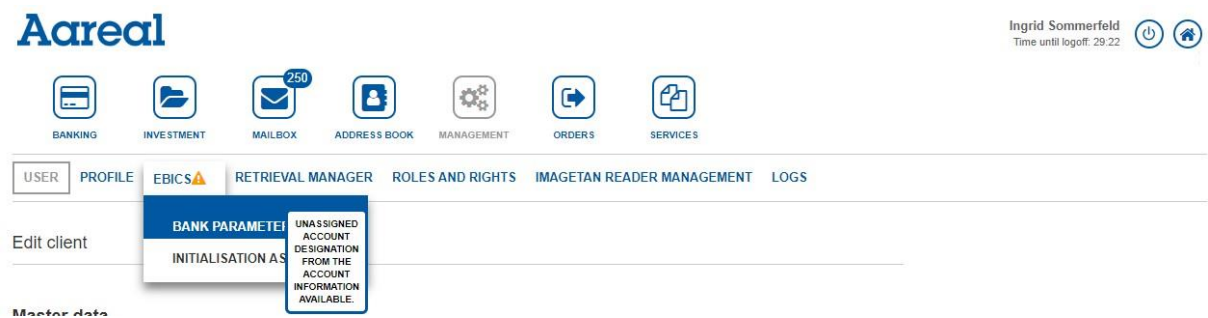 Aareal
Ingrid Sommerfeld
Time until logoff: 29:22
250
BANKING INVESTMENT MAILBOX ADDRESS BOOK MANAGEMENT ORDERS SERVICES
USER PROFILE EBICS RETRIEVAL MANAGER ROLES AND RIGHTS IMAGETAN READER MANAGEMENT LOGS
BANK
UNASSIGNED
ACCOUNT
DESIGNATION
FROM THE
ACCOUNT
INFORMATION
AVAILABLE.
Edit client
INITIALISATION
Master data